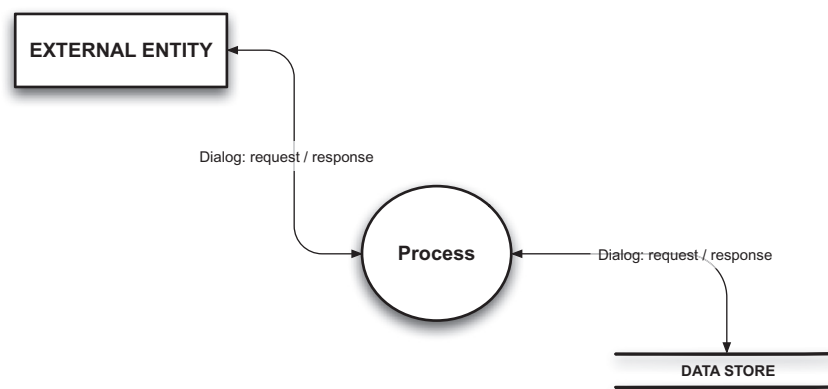 EXTERNAL ENTITY
Dialog: request / response
Process
Dialog: request / response
DATA STORE